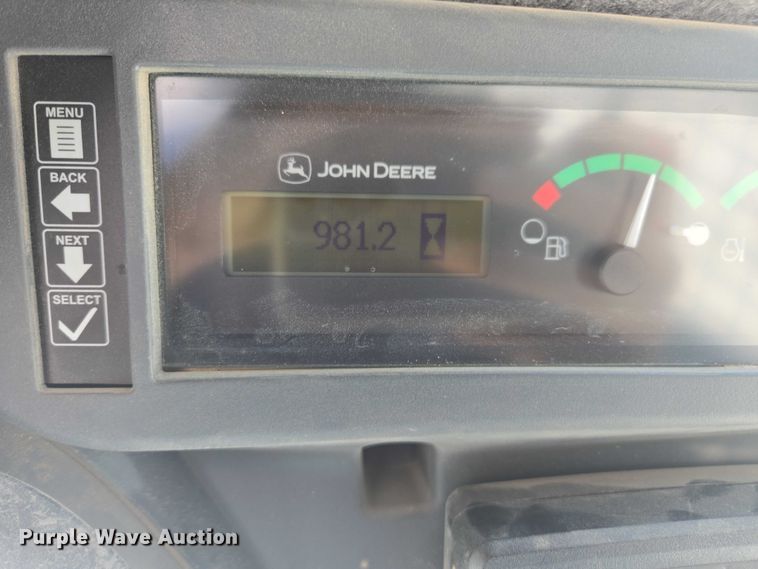 MENU
BACK
NEXT
SELECT
JOHN DEERE
981.2
Purple Wave Auction